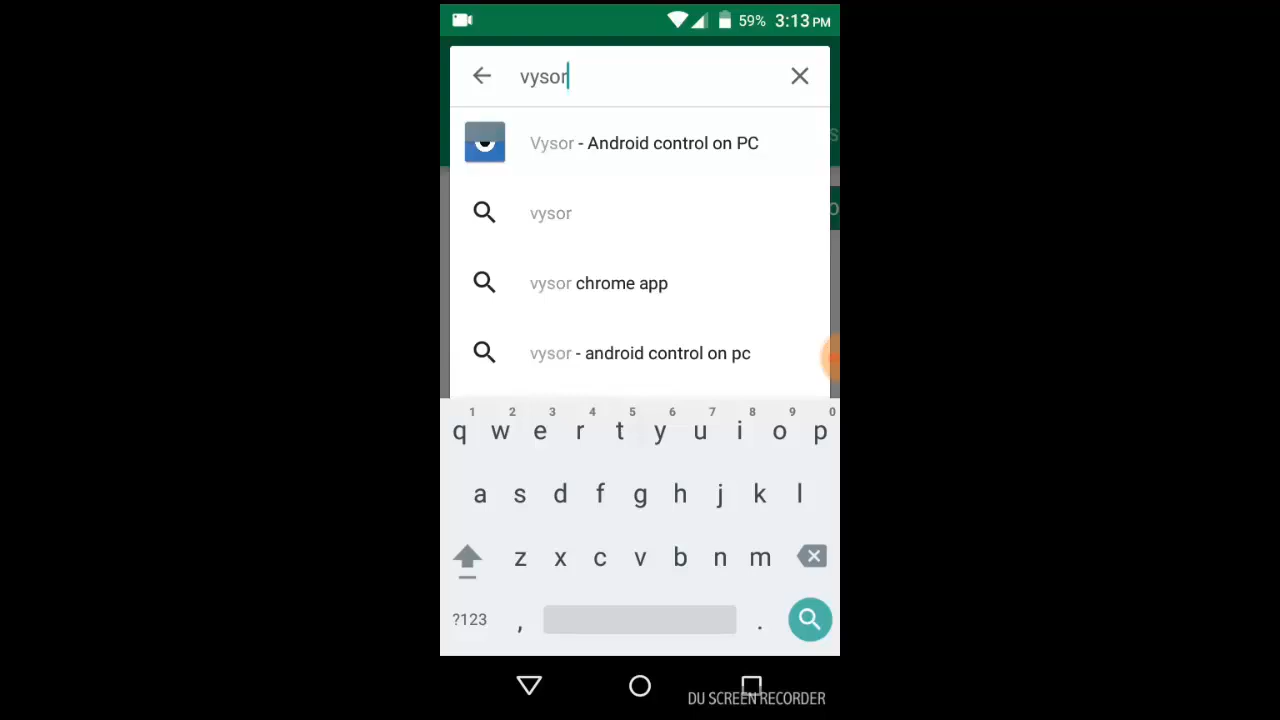 59% 3:13 PM
vysor
Vysor - Android control on PC
vysor
vysor chrome app
vysor - android control on pc
1 2 3 4 5 6 7 8 9 0
q w e r t y u i o p
a s d f g h j k l
z x c v b n m
?123 , .
DU SCREEN RECORDER